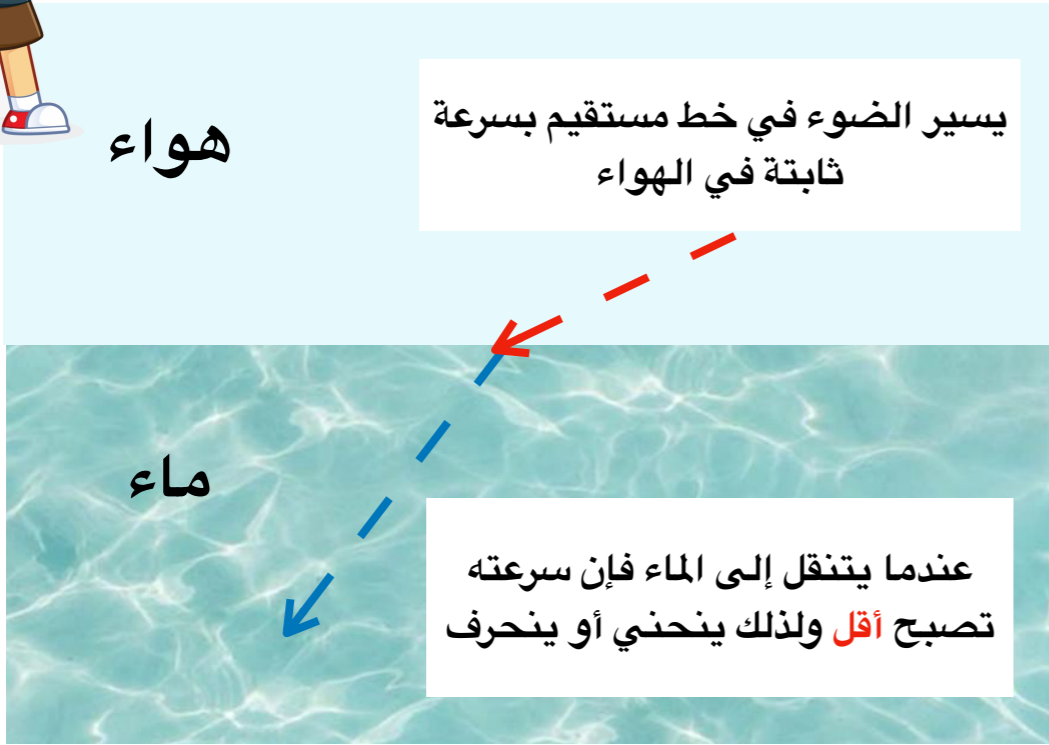 يسير الضوء في خط مستقيم بسرعة
ثابتة في الهواء
هواء
ماء
عندما يتنقل إلى الماء فإن سرعته
تصبح أقل ولذلك ينحني أو ينحرف